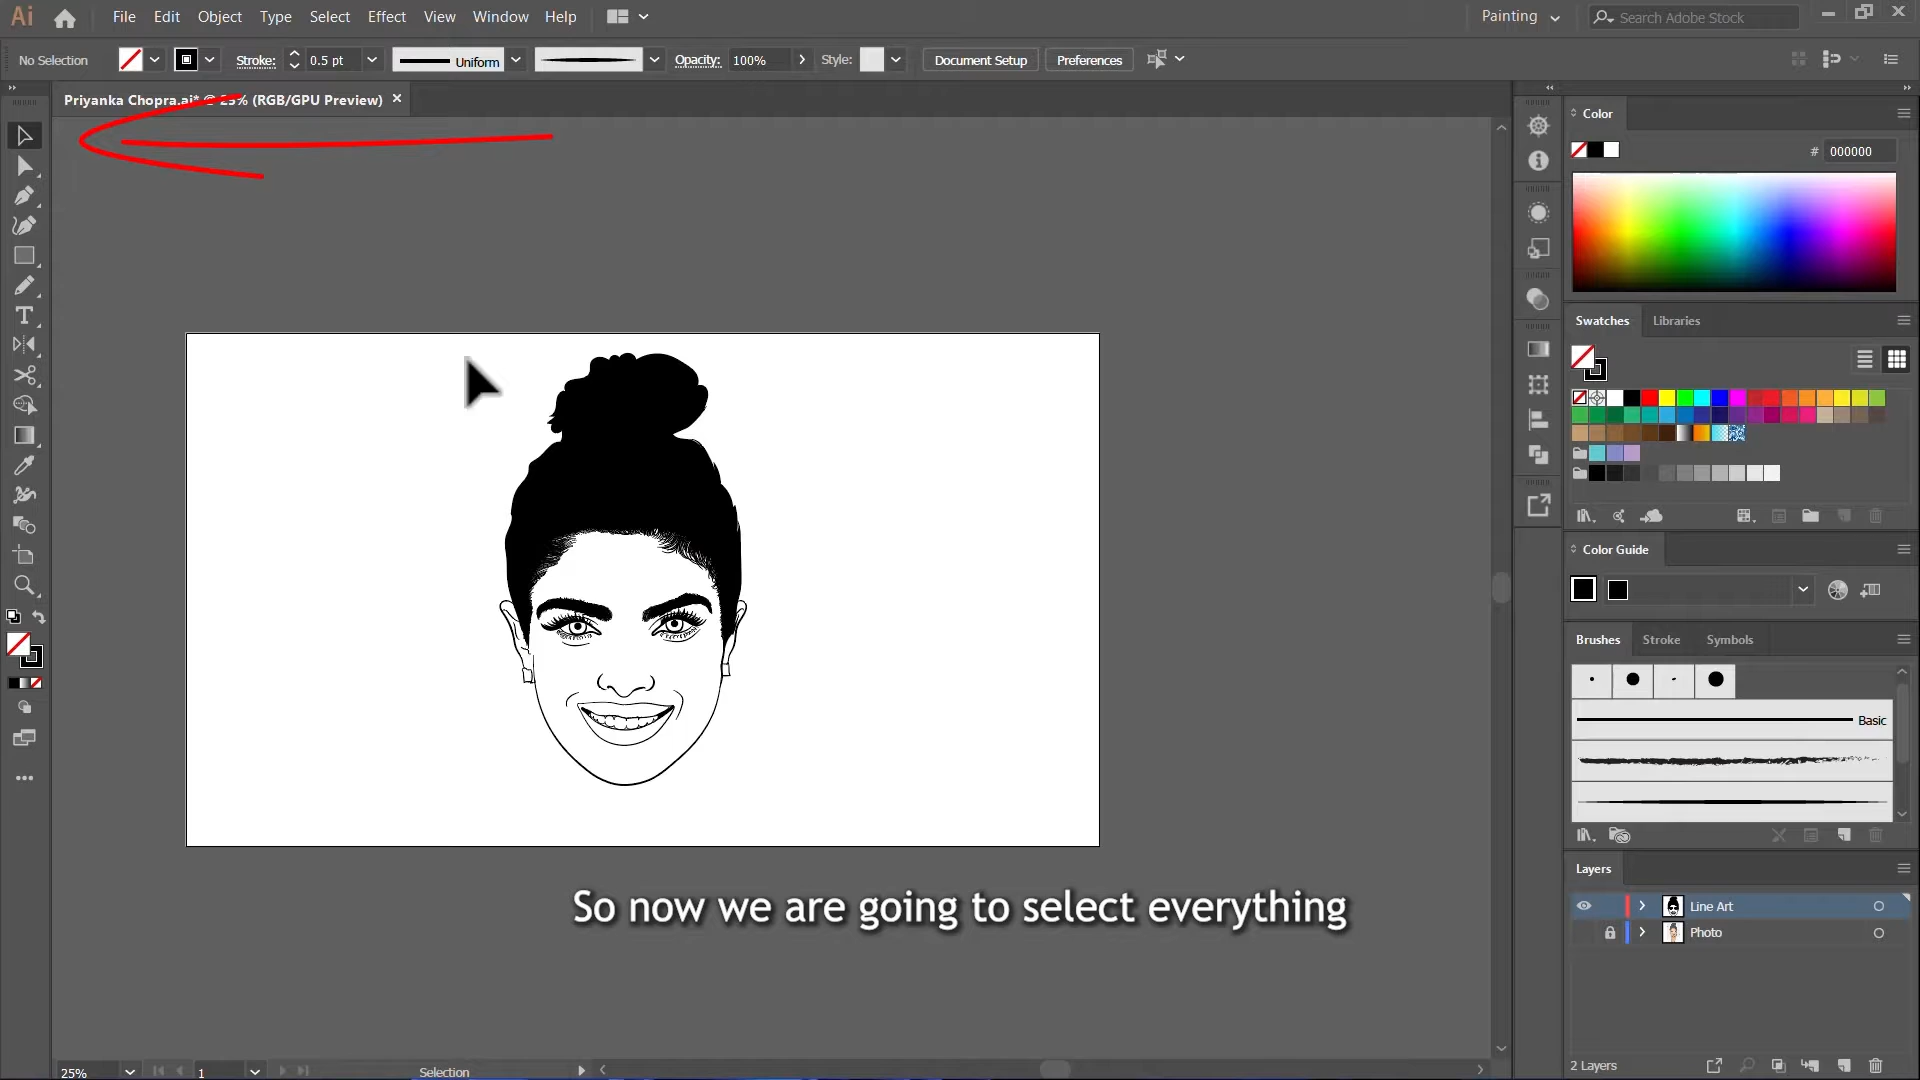 Ai File Edit Object Type Select Effect View Window Help Painting Search Adobe Stock
No Selection Stroke: 0.5 pt Uniform Opacity: 100% Style: Document Setup Preferences
Priyanka Chopra.ai* @ 25% (RGB/GPU Preview)
Color
# 000000
Swatches Libraries
Color Guide
Brushes Stroke Symbols
Basic
Layers
Line Art
Photo
So now we are going to select everything
2 Layers
25% 1 Selection